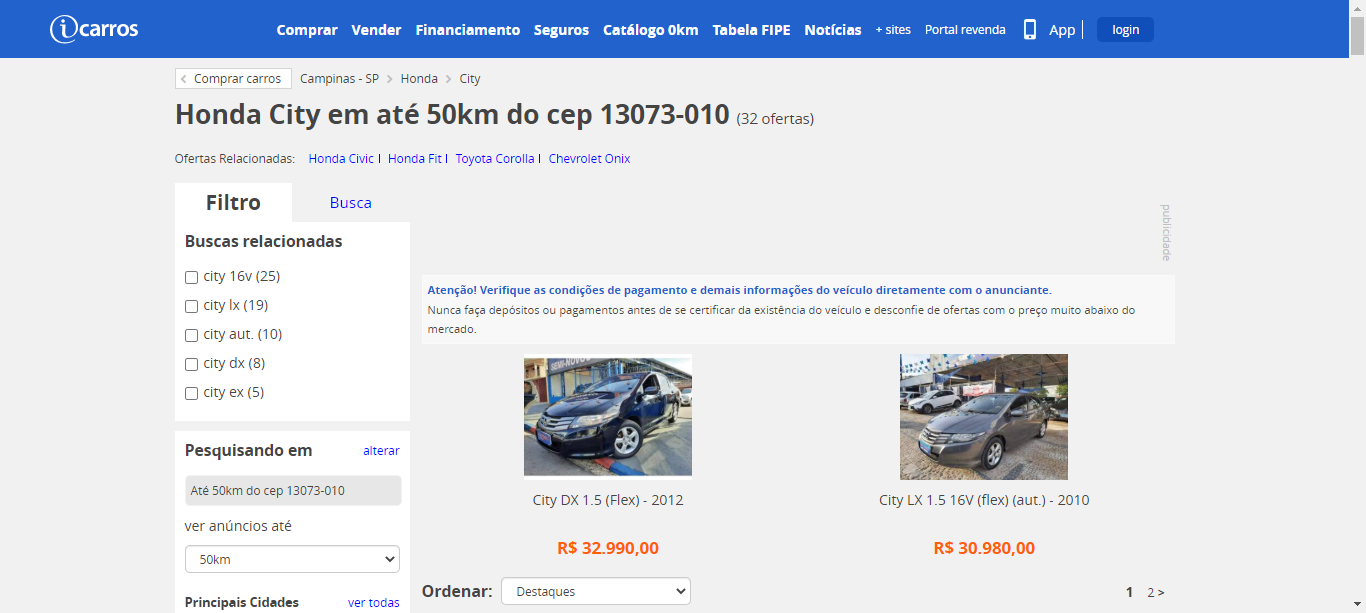 icarros
Comprar Vender Financiamento Seguros Catálogo 0km Tabela FIPE Notícias + sites Portal revenda App login
Comprar carros Campinas - SP > Honda > City
Honda City em até 50km do cep 13073-010 (32 ofertas)
Ofertas Relacionadas: Honda Civic | Honda Fit | Toyota Corolla | Chevrolet Onix
Filtro Busca
publicidade
Buscas relacionadas
city 16v (25)
city lx (19)
city aut. (10)
city dx (8)
city ex (5)
Pesquisando em alterar
Até 50km do cep 13073-010
ver anúncios até
50km
Principais Cidades ver todas
Atenção! Verifique as condições de pagamento e demais informações do veículo diretamente com o anunciante.
Nunca faça depósitos ou pagamentos antes de se certificar da existência do veículo e desconfie de ofertas com o preço muito abaixo do
mercado.
City DX 1.5 (Flex) - 2012
R$ 32.990,00
City LX 1.5 16V (flex) (aut.) - 2010
R$ 30.980,00
Ordenar: Destaques
1 2 >